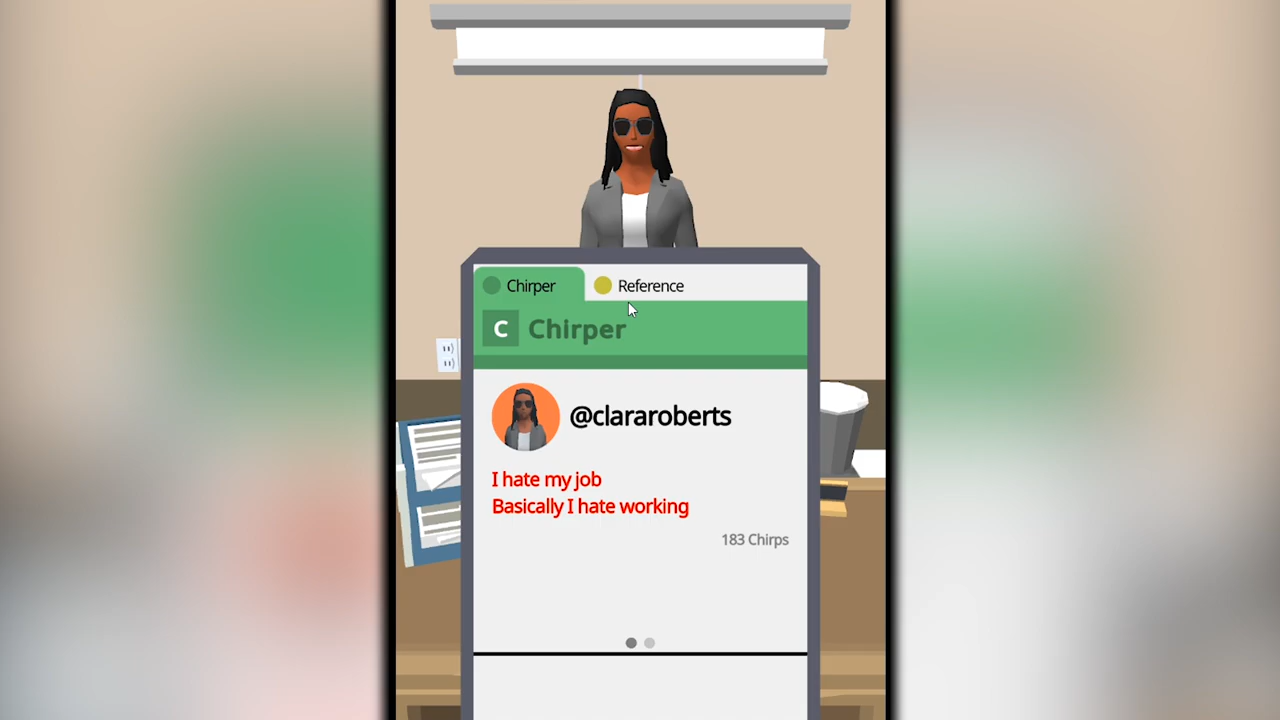 Chirper
Reference
C Chirper
@clararoberts
I hate my job
Basically I hate working
183 Chirps